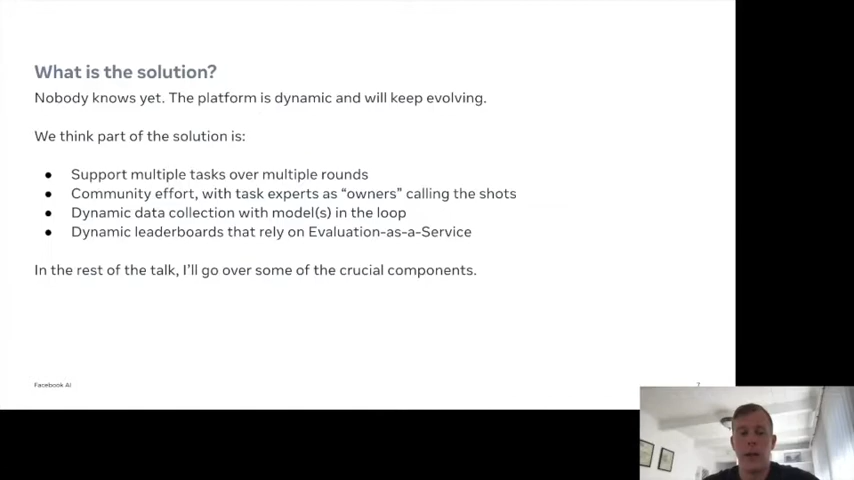 What is the solution?
Nobody knows yet. The platform is dynamic and will keep evolving.
We think part of the solution is:
● Support multiple tasks over multiple rounds
● Community effort, with task experts as “owners” calling the shots
● Dynamic data collection with model(s) in the loop
● Dynamic leaderboards that rely on Evaluation-as-a-Service
In the rest of the talk, I’ll go over some of the crucial components.
Facebook AI
7